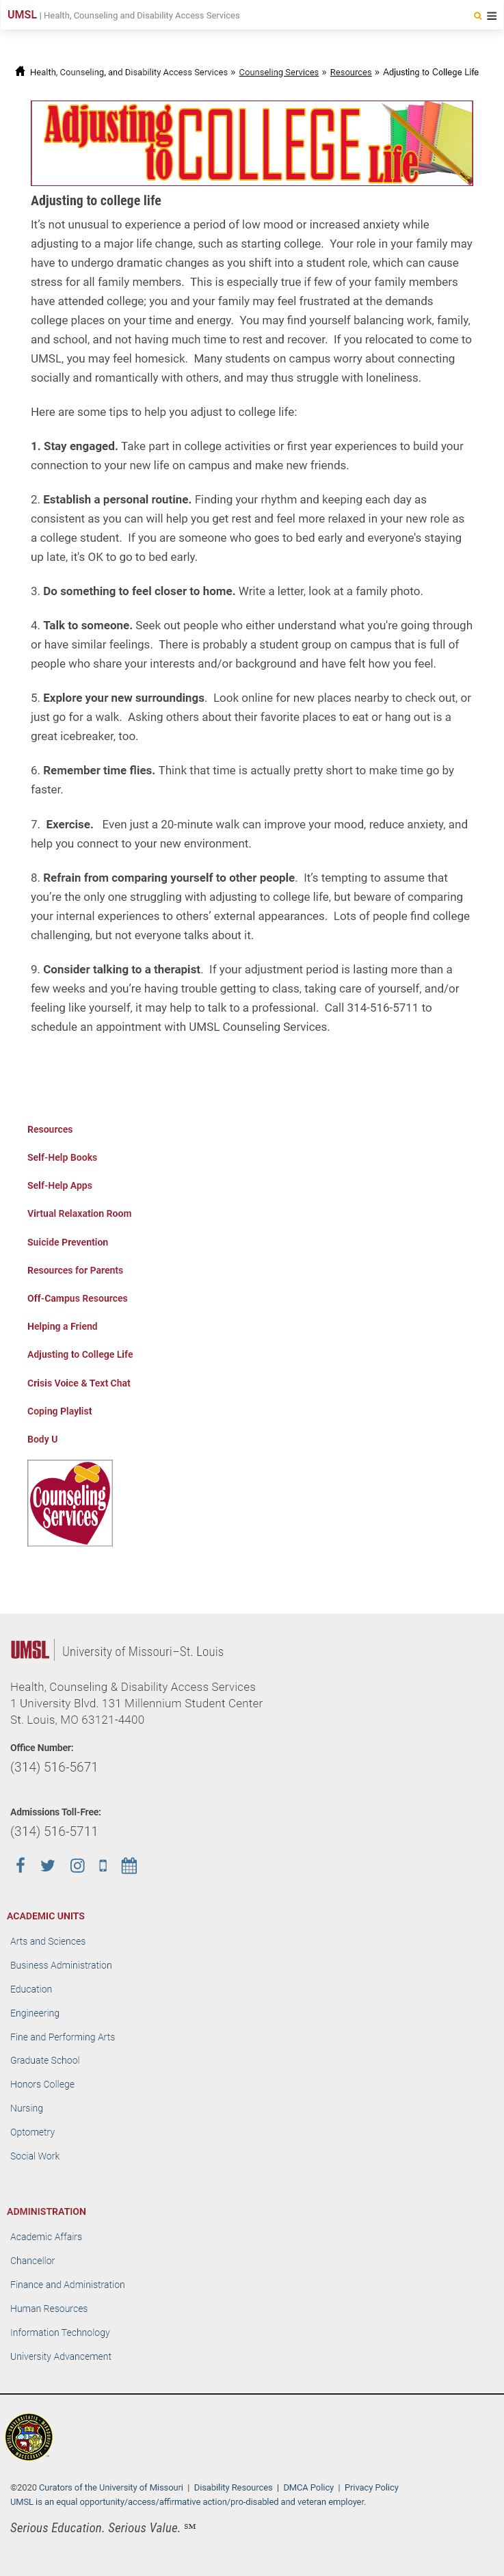 UMSL | Health, Counseling and Disability Access Services
Health, Counseling, and Disability Access Services » Counseling Services » Resources » Adjusting to College Life
Adjusting to COLLEGE Life
Adjusting to college life
It’s not unusual to experience a period of low mood or increased anxiety while
adjusting to a major life change, such as starting college.  Your role in your family may
have to undergo dramatic changes as you shift into a student role, which can cause
stress for all family members.  This is especially true if few of your family members
have attended college; you and your family may feel frustrated at the demands
college places on your time and energy.  You may find yourself balancing work, family,
and school, and not having much time to rest and recover.  If you relocated to come to
UMSL, you may feel homesick.  Many students on campus worry about connecting
socially and romantically with others, and may thus struggle with loneliness.
Here are some tips to help you adjust to college life:
1. Stay engaged. Take part in college activities or first year experiences to build your
connection to your new life on campus and make new friends.
2. Establish a personal routine. Finding your rhythm and keeping each day as
consistent as you can will help you get rest and feel more relaxed in your new role as
a college student.  If you are someone who goes to bed early and everyone's staying
up late, it's OK to go to bed early.
3. Do something to feel closer to home. Write a letter, look at a family photo.
4. Talk to someone. Seek out people who either understand what you're going through
or have similar feelings.  There is probably a student group on campus that is full of
people who share your interests and/or background and have felt how you feel.
5. Explore your new surroundings.  Look online for new places nearby to check out, or
just go for a walk.  Asking others about their favorite places to eat or hang out is a
great icebreaker, too.
6. Remember time flies. Think that time is actually pretty short to make time go by
faster.
7.  Exercise.   Even just a 20-minute walk can improve your mood, reduce anxiety, and
help you connect to your new environment.
8. Refrain from comparing yourself to other people.  It’s tempting to assume that
you’re the only one struggling with adjusting to college life, but beware of comparing
your internal experiences to others’ external appearances.  Lots of people find college
challenging, but not everyone talks about it.
9. Consider talking to a therapist.  If your adjustment period is lasting more than a
few weeks and you’re having trouble getting to class, taking care of yourself, and/or
feeling like yourself, it may help to talk to a professional.  Call 314-516-5711 to
schedule an appointment with UMSL Counseling Services.
Resources
Self-Help Books
Self-Help Apps
Virtual Relaxation Room
Suicide Prevention
Resources for Parents
Off-Campus Resources
Helping a Friend
Adjusting to College Life
Crisis Voice & Text Chat
Coping Playlist
Body U
Counseling
Services
UMSL | University of Missouri–St. Louis
Health, Counseling & Disability Access Services
1 University Blvd. 131 Millennium Student Center
St. Louis, MO 63121-4400
Office Number:
(314) 516-5671
Admissions Toll-Free:
(314) 516-5711
ACADEMIC UNITS
Arts and Sciences
Business Administration
Education
Engineering
Fine and Performing Arts
Graduate School
Honors College
Nursing
Optometry
Social Work
ADMINISTRATION
Academic Affairs
Chancellor
Finance and Administration
Human Resources
Information Technology
University Advancement
©2020 Curators of the University of Missouri | Disability Resources | DMCA Policy | Privacy Policy
UMSL is an equal opportunity/access/affirmative action/pro-disabled and veteran employer.
Serious Education. Serious Value. ℠